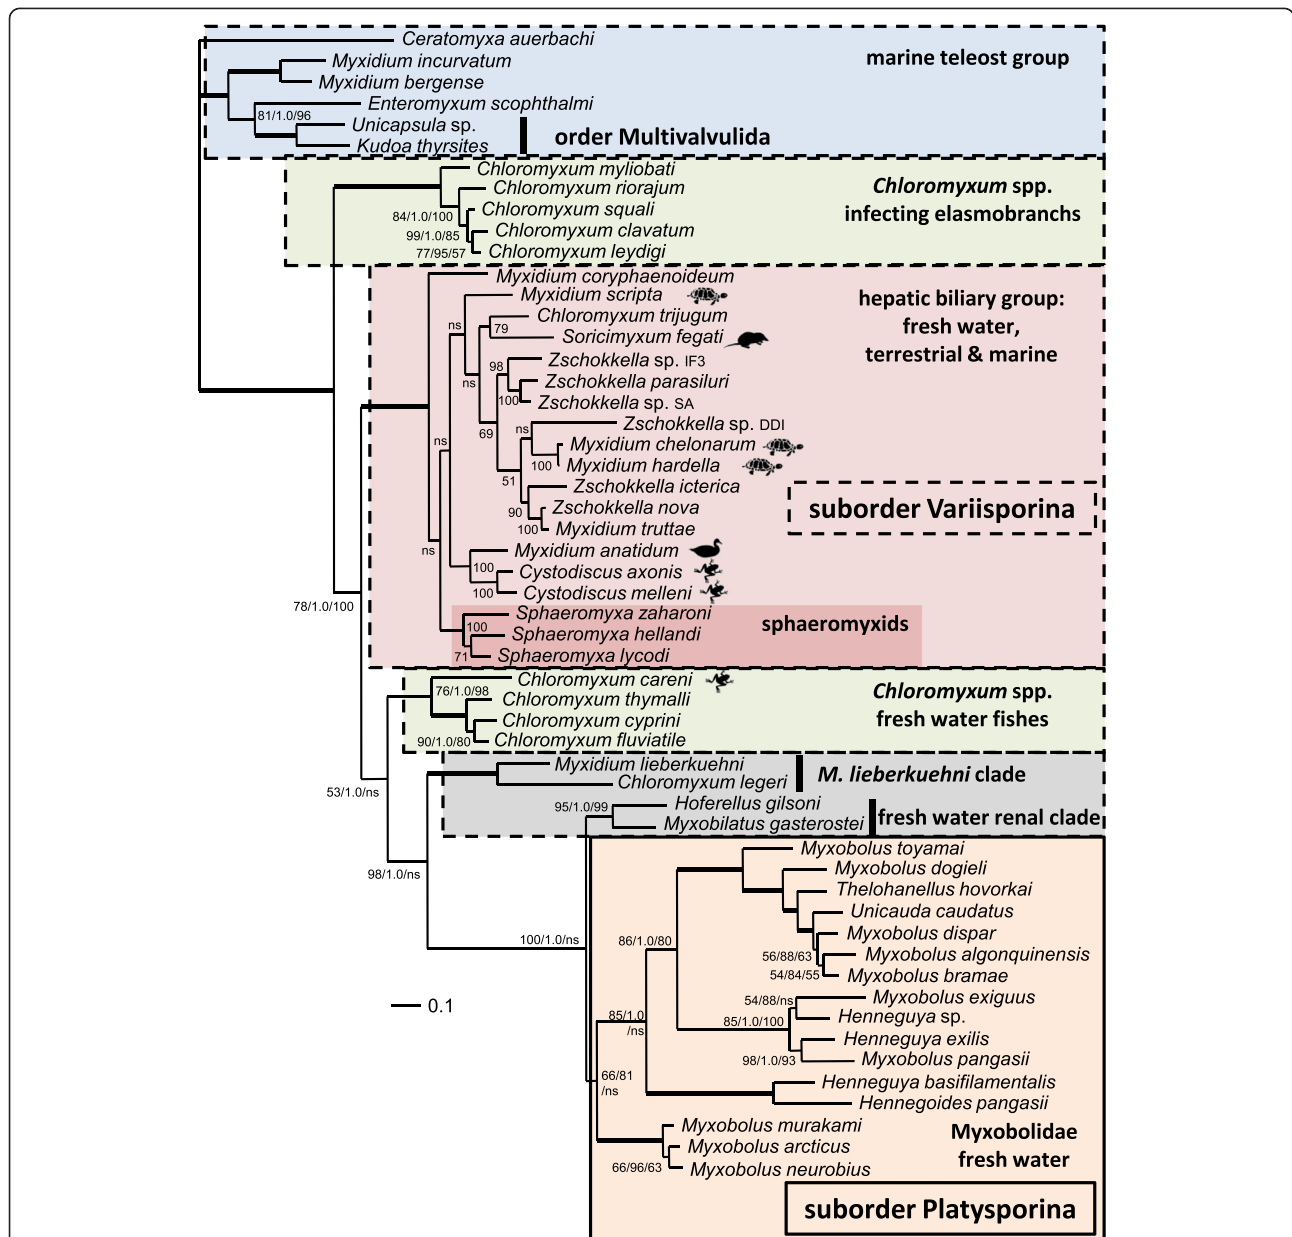 Ceratomyxa auerbachi
marine teleost group
Myxidium incurvatum
Myxidium bergense
Enteromyxum scophthalmi
81/1.0/96
Unicapsula sp.
order Multivalvulida
Kudoa thyrsites
Chloromyxum myliobati
Chloromyxum spp.
infecting elasmobranchs
Chloromyxum riorajum
Chloromyxum squali
84/1.0/100
Chloromyxum clavatum
99/1.0/85
Chloromyxum leydigi
77/95/57
Myxidium coryphaenoideum
hepatic biliary group:
fresh water,
terrestrial & marine
Myxidium scripta
Chloromyxum trijugum
ns
79
Soricimyxum fegati
Zschokkella sp. IF3
98
Zschokkella parasiluri
ns
Zschokkella sp. SA
100
Zschokkella sp. DDI
ns
69
Myxidium chelonarum
ns
Myxidium hardella
100
51
Zschokkella icterica
suborder Variisporina
Zschokkella nova
90
Myxidium truttae
100
Myxidium anatidum
ns
Cystodiscus axonis
100
Cystodiscus melleni
100
78/1.0/100
Sphaeromyxa zaharoni
sphaeromyxids
100
Sphaeromyxa hellandi
Sphaeromyxa lycodi
71
Chloromyxum careni
Chloromyxum spp.
fresh water fishes
76/1.0/98
Chloromyxum thymalli
Chloromyxum cyprini
Chloromyxum fluviatile
90/1.0/80
Myxidium lieberkuehni
M. lieberkuehni clade
Chloromyxum legeri
53/1.0/ns
Hoferellus gilsoni
95/1.0/99
fresh water renal clade
Myxobilatus gasterostei
Myxobolus toyamai
Myxobolus dogieli
98/1.0/ns
Thelohanellus hovorkai
Unicauda caudatus
Myxobolus dispar
100/1.0/ns
86/1.0/80
Myxobolus algonquinensis
56/88/63
Myxobolus bramae
54/84/55
Myxobolus exiguus
54/88/ns
0.1
Henneguya sp.
85/1.0
/ns
85/1.0/100
Henneguya exilis
Myxobolus pangasii
98/1.0/93
66/81
/ns
Henneguya basifilamentalis
Hennegoides pangasii
Myxobolus murakami
Myxobolidae
fresh water
Myxobolus arcticus
Myxobolus neurobius
66/96/63
suborder Platysporina